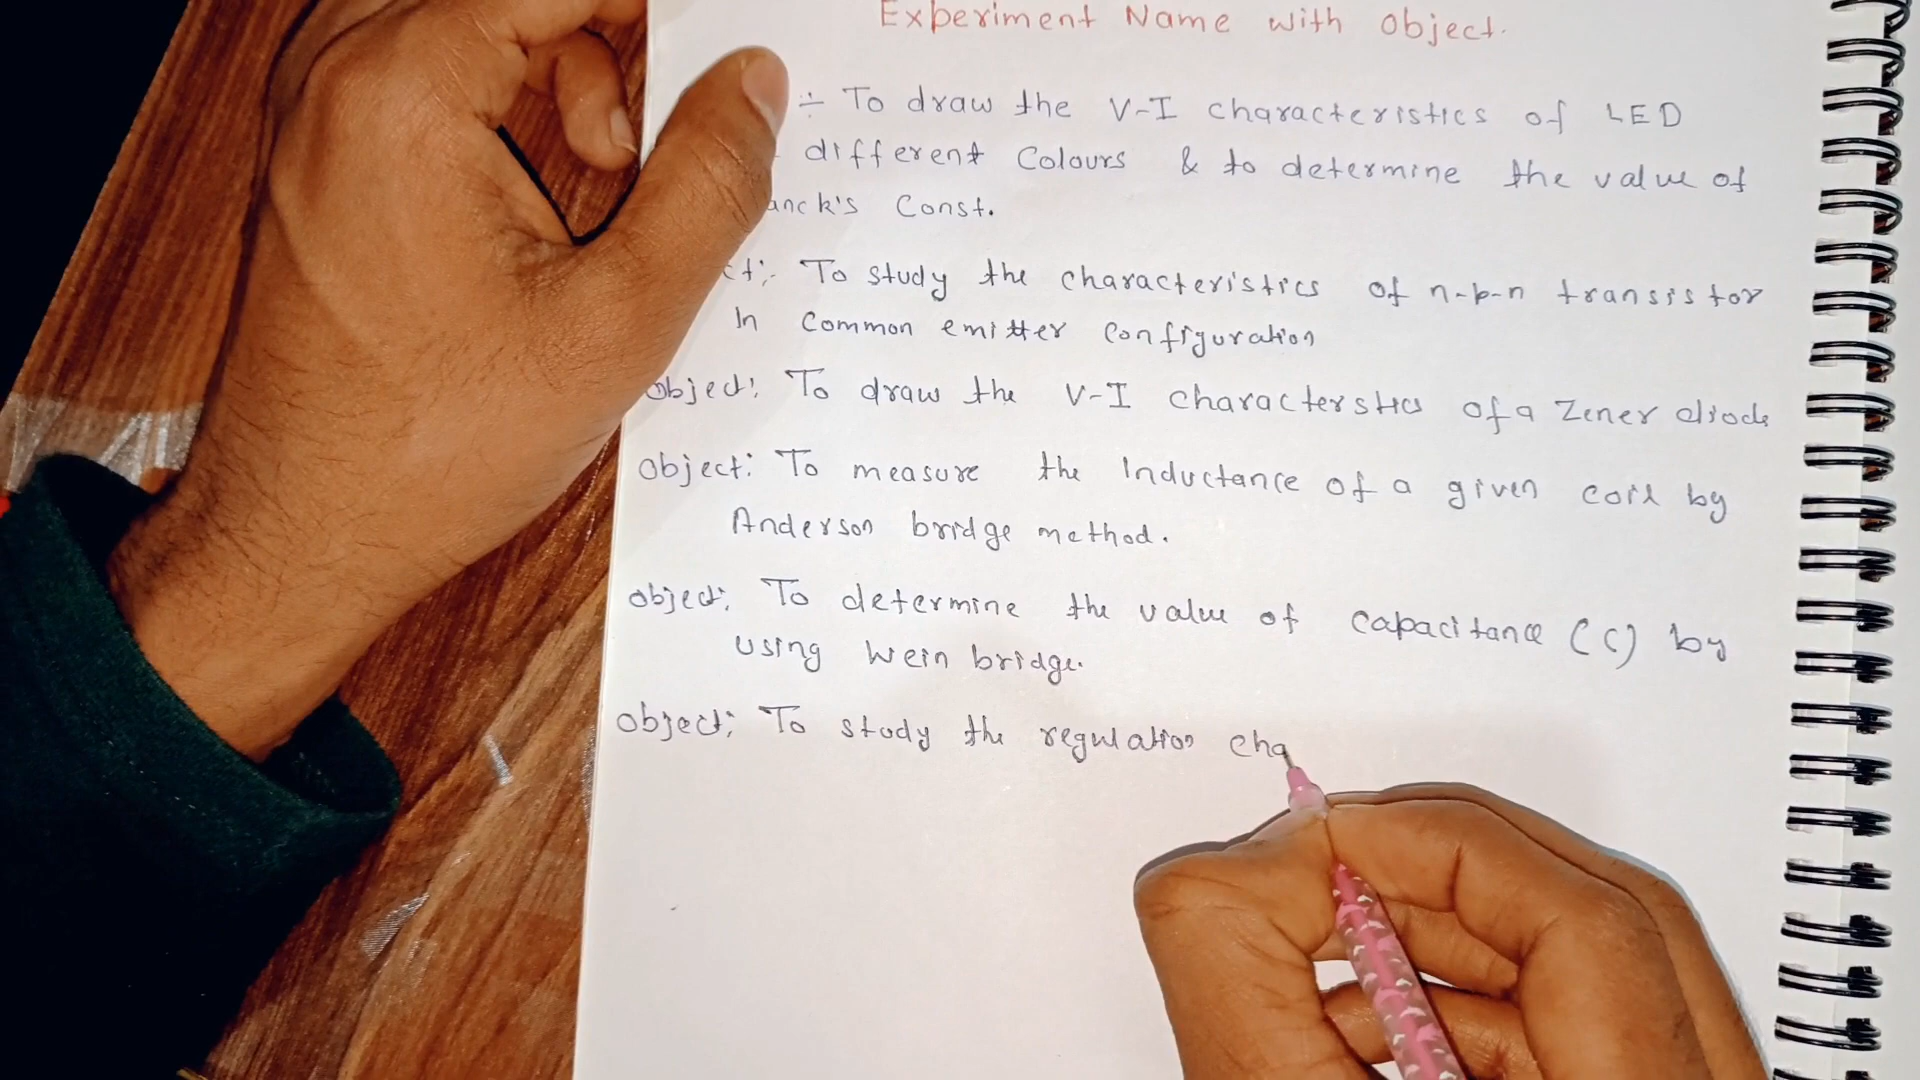 Experiment Name with Object.
÷ To draw the V-I characteristics of LED
different Colours & to determine the value of
anck's Const.
ct: To study the characteristics of n-p-n transistor
In Common emitter Configuration
Object: To draw the V-I characterstics of a Zener diode
Object: To measure the Inductance of a given coil by
Anderson bridge method.
Object: To determine the value of Capacitance (C) by
using Wein bridge.
Object: To study the regulation cha